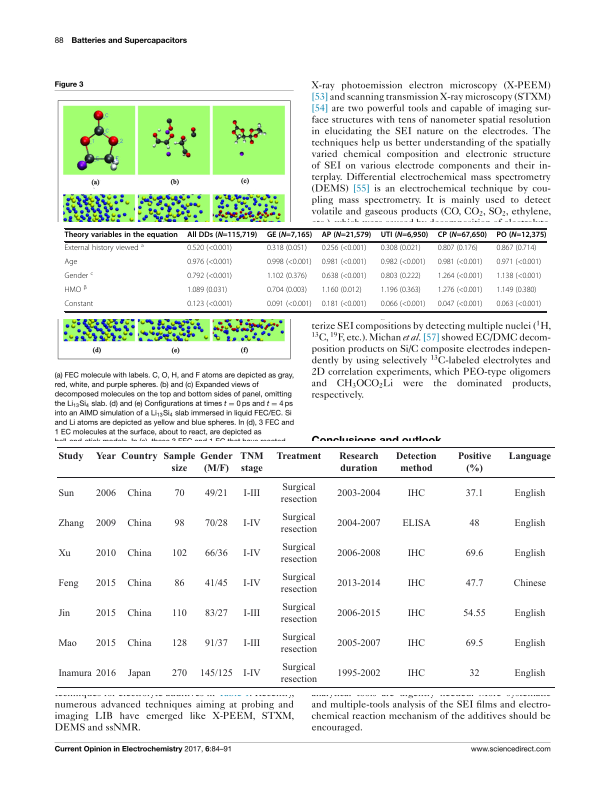 88 Batteries and Supercapacitors
Figure 3
(a) (b) (c)
(d) (e) (f)
(a) FEC molecule with labels. C, O, H, and F atoms are depicted as gray,
red, white, and purple spheres. (b) and (c) Expanded views of
decomposed molecules on the top and bottom sides of panel, omitting
the Li₁₃Si₄ slab. (d) and (e) Configurations at times t = 0 ps and t = 4 ps
into an AIMD simulation of a Li₁₃Si₄ slab immersed in liquid FEC/EC. Si
and Li atoms are depicted as yellow and blue spheres. In (d), 3 FEC and
1 EC molecules at the surface, about to react, are depicted as
X-ray photoemission electron microscopy (X-PEEM)
[53] and scanning transmission X-ray microscopy (STXM)
[54] are two powerful tools and capable of imaging sur-
face structures with tens of nanometer spatial resolution
in elucidating the SEI nature on the electrodes. The
techniques help us better understanding of the spatially
varied chemical composition and electronic structure
of SEI on various electrode components and their in-
terplay. Differential electrochemical mass spectrometry
(DEMS) [55] is an electrochemical technique by cou-
pling mass spectrometry. It is mainly used to detect
volatile and gaseous products (CO, CO₂, SO₂, ethylene,
Theory variables in the equation All DDs (N=115,719) GE (N=7,165) AP (N=21,579) UTI (N=6,950) CP (N=67,650) PO (N=12,375)
External history viewed ᵃ 0.520 (<0.001) 0.318 (0.051) 0.256 (<0.001) 0.308 (0.021) 0.807 (0.176) 0.867 (0.714)
Age 0.976 (<0.001) 0.998 (<0.001) 0.981 (<0.001) 0.982 (<0.001) 0.981 (<0.001) 0.971 (<0.001)
Gender ᶜ 0.792 (<0.001) 1.102 (0.376) 0.638 (<0.001) 0.803 (0.222) 1.264 (<0.001) 1.138 (<0.001)
HMO ᵝ 1.089 (0.031) 0.704 (0.003) 1.160 (0.012) 1.196 (0.363) 1.276 (<0.001) 1.149 (0.380)
Constant 0.123 (<0.001) 0.091 (<0.001) 0.181 (<0.001) 0.066 (<0.001) 0.047 (<0.001) 0.063 (<0.001)
terize SEI compositions by detecting multiple nuclei (¹H,
¹³C, ¹⁹F, etc.). Michan et al. [57] showed EC/DMC decom-
position products on Si/C composite electrodes indepen-
dently by using selectively ¹³C-labeled electrolytes and
2D correlation experiments, which PEO-type oligomers
and CH₃OCO₂Li were the dominated products,
respectively.
Conclusions and outlook
Study Year Country Sample size Gender (M/F) TNM stage Treatment Research duration Detection method Positive (%) Language
Sun 2006 China 70 49/21 I-III Surgical resection 2003-2004 IHC 37.1 English
Zhang 2009 China 98 70/28 I-IV Surgical resection 2004-2007 ELISA 48 English
Xu 2010 China 102 66/36 I-IV Surgical resection 2006-2008 IHC 69.6 English
Feng 2015 China 86 41/45 I-IV Surgical resection 2013-2014 IHC 47.7 Chinese
Jin 2015 China 110 83/27 I-III Surgical resection 2006-2015 IHC 54.55 English
Mao 2015 China 128 91/37 I-III Surgical resection 2005-2007 IHC 69.5 English
Inamura 2016 Japan 270 145/125 I-IV Surgical resection 1995-2002 IHC 32 English
numerous advanced techniques aiming at probing and
imaging LIB have emerged like X-PEEM, STXM,
DEMS and ssNMR.
and multiple-tools analysis of the SEI films and electro-
chemical reaction mechanism of the additives should be
encouraged.
Current Opinion in Electrochemistry 2017, 6:84–91 www.sciencedirect.com